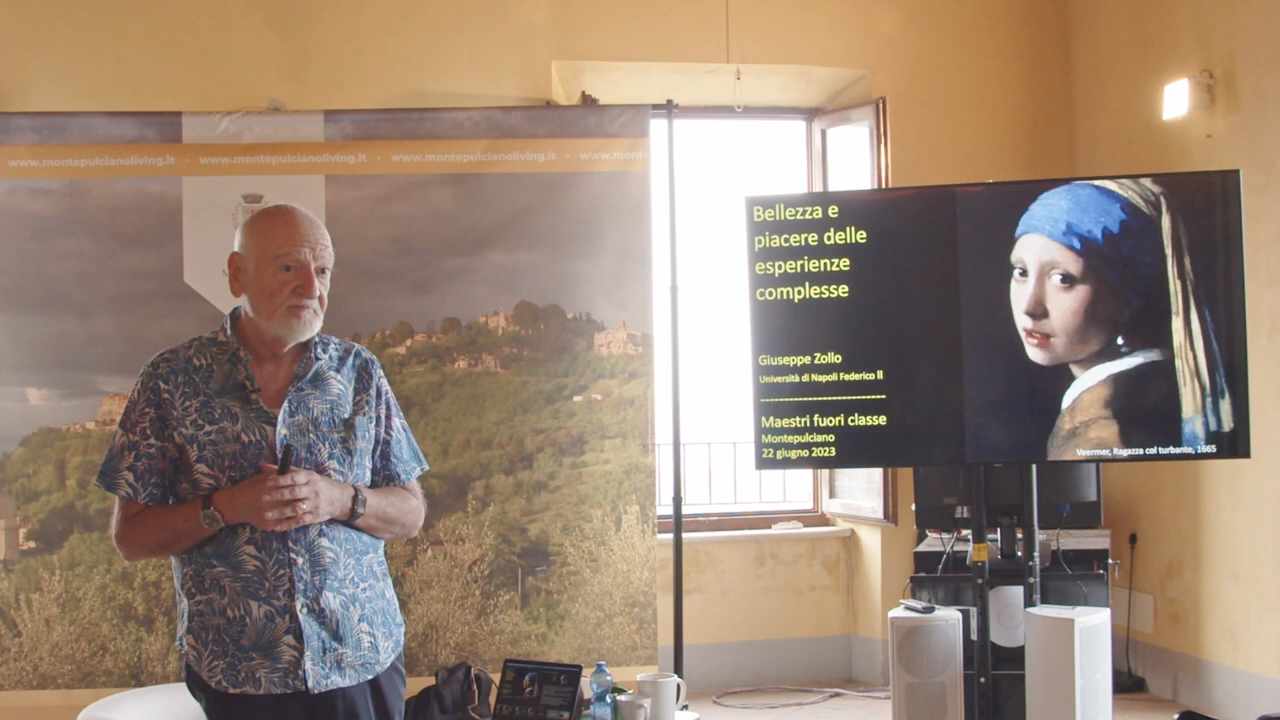 www.montepulcianoliving.it · www.montepulcianoliving.it · www.montepulcianoliving.it · www.monte
Bellezza e
piacere delle
esperienze
complesse
Giuseppe Zollo
Università di Napoli Federico II
Maestri fuori classe
Montepulciano
22 giugno 2023
Veermer, Ragazza col turbante, 1665